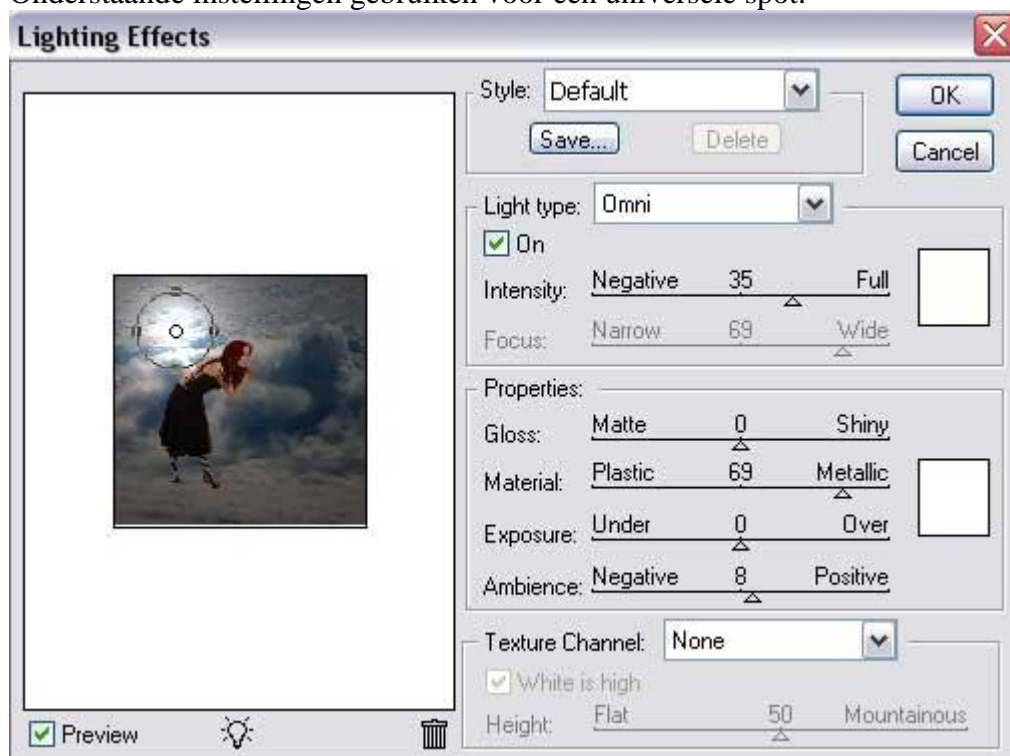 Onderstaande instellingen gebruiken voor een universele spot.
Lighting Effects
Style: Default
OK
Save... Delete
Cancel
Light type: Omni
On
Intensity: Negative 35 Full
Focus: Narrow 69 Wide
Properties:
Gloss: Matte 0 Shiny
Material: Plastic 69 Metallic
Exposure: Under 0 Over
Ambience: Negative 8 Positive
Texture Channel: None
White is high
Height: Flat 50 Mountainous
Preview